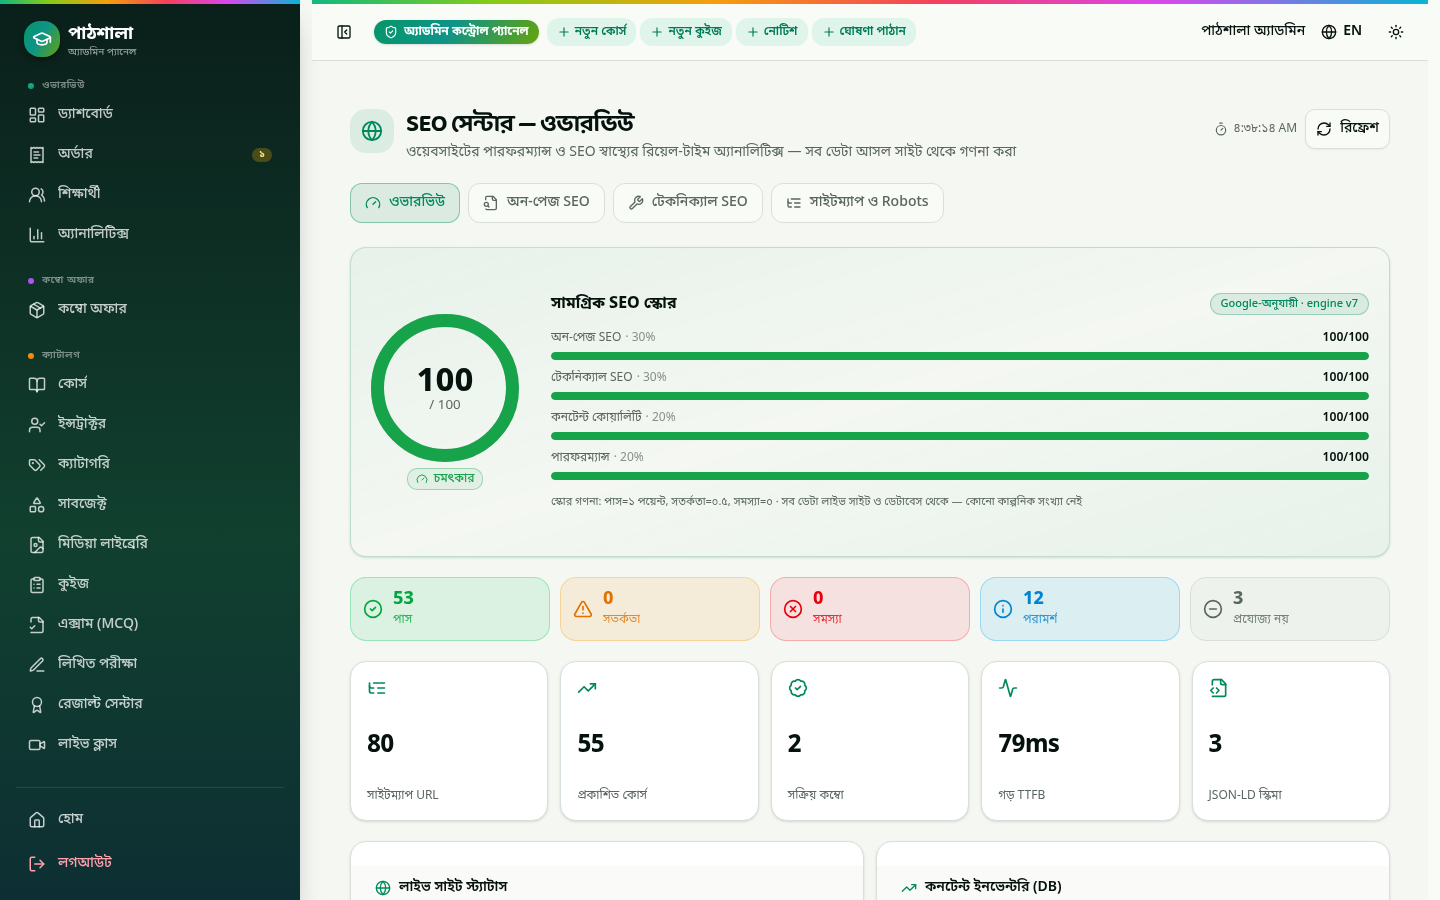 পাঠশালা
অ্যাডমিন প্যানেল
ওভারভিউ
ড্যাশবোর্ড
অর্ডার
১
শিক্ষার্থী
অ্যানালিটিক্স
কম্বো অফার
কম্বো অফার
ক্যাটালগ
কোর্স
ইন্সট্রাক্টর
ক্যাটাগরি
সাবজেক্ট
মিডিয়া লাইব্রেরি
কুইজ
এক্সাম (MCQ)
লিখিত পরীক্ষা
রেজাল্ট সেন্টার
লাইভ ক্লাস
হোম
লগআউট
অ্যাডমিন কন্ট্রোল প্যানেল
নতুন কোর্স
নতুন কুইজ
নোটিশ
ঘোষণা পাঠান
পাঠশালা অ্যাডমিন
EN
SEO সেন্টার — ওভারভিউ
ওয়েবসাইটের পারফরম্যান্স ও SEO স্বাস্থ্যের রিয়েল-টাইম অ্যানালিটিক্স — সব ডেটা আসল সাইট থেকে গণনা করা
৪:৩৮:১৪ AM
রিফ্রেশ
ওভারভিউ
অন-পেজ SEO
টেকনিক্যাল SEO
সাইটম্যাপ ও Robots
100
/ 100
চমৎকার
সামগ্রিক SEO স্কোর
Google-অনুযায়ী · engine v7
অন-পেজ SEO · 30%
100/100
টেকনিক্যাল SEO · 30%
100/100
কনটেন্ট কোয়ালিটি · 20%
100/100
পারফরম্যান্স · 20%
100/100
স্কোর গণনা: পাস=১ পয়েন্ট, সতর্কতা=০.৫, সমস্যা=০ · সব ডেটা লাইভ সাইট ও ডেটাবেস থেকে — কোনো কাল্পনিক সংখ্যা নেই
53
পাস
0
সতর্কতা
0
সমস্যা
12
পরামর্শ
3
প্রযোজ্য নয়
80
সাইটম্যাপ URL
55
প্রকাশিত কোর্স
2
সক্রিয় কম্বো
79ms
গড় TTFB
3
JSON-LD স্কিমা
লাইভ সাইট স্ট্যাটাস
কনটেন্ট ইনভেন্টরি (DB)